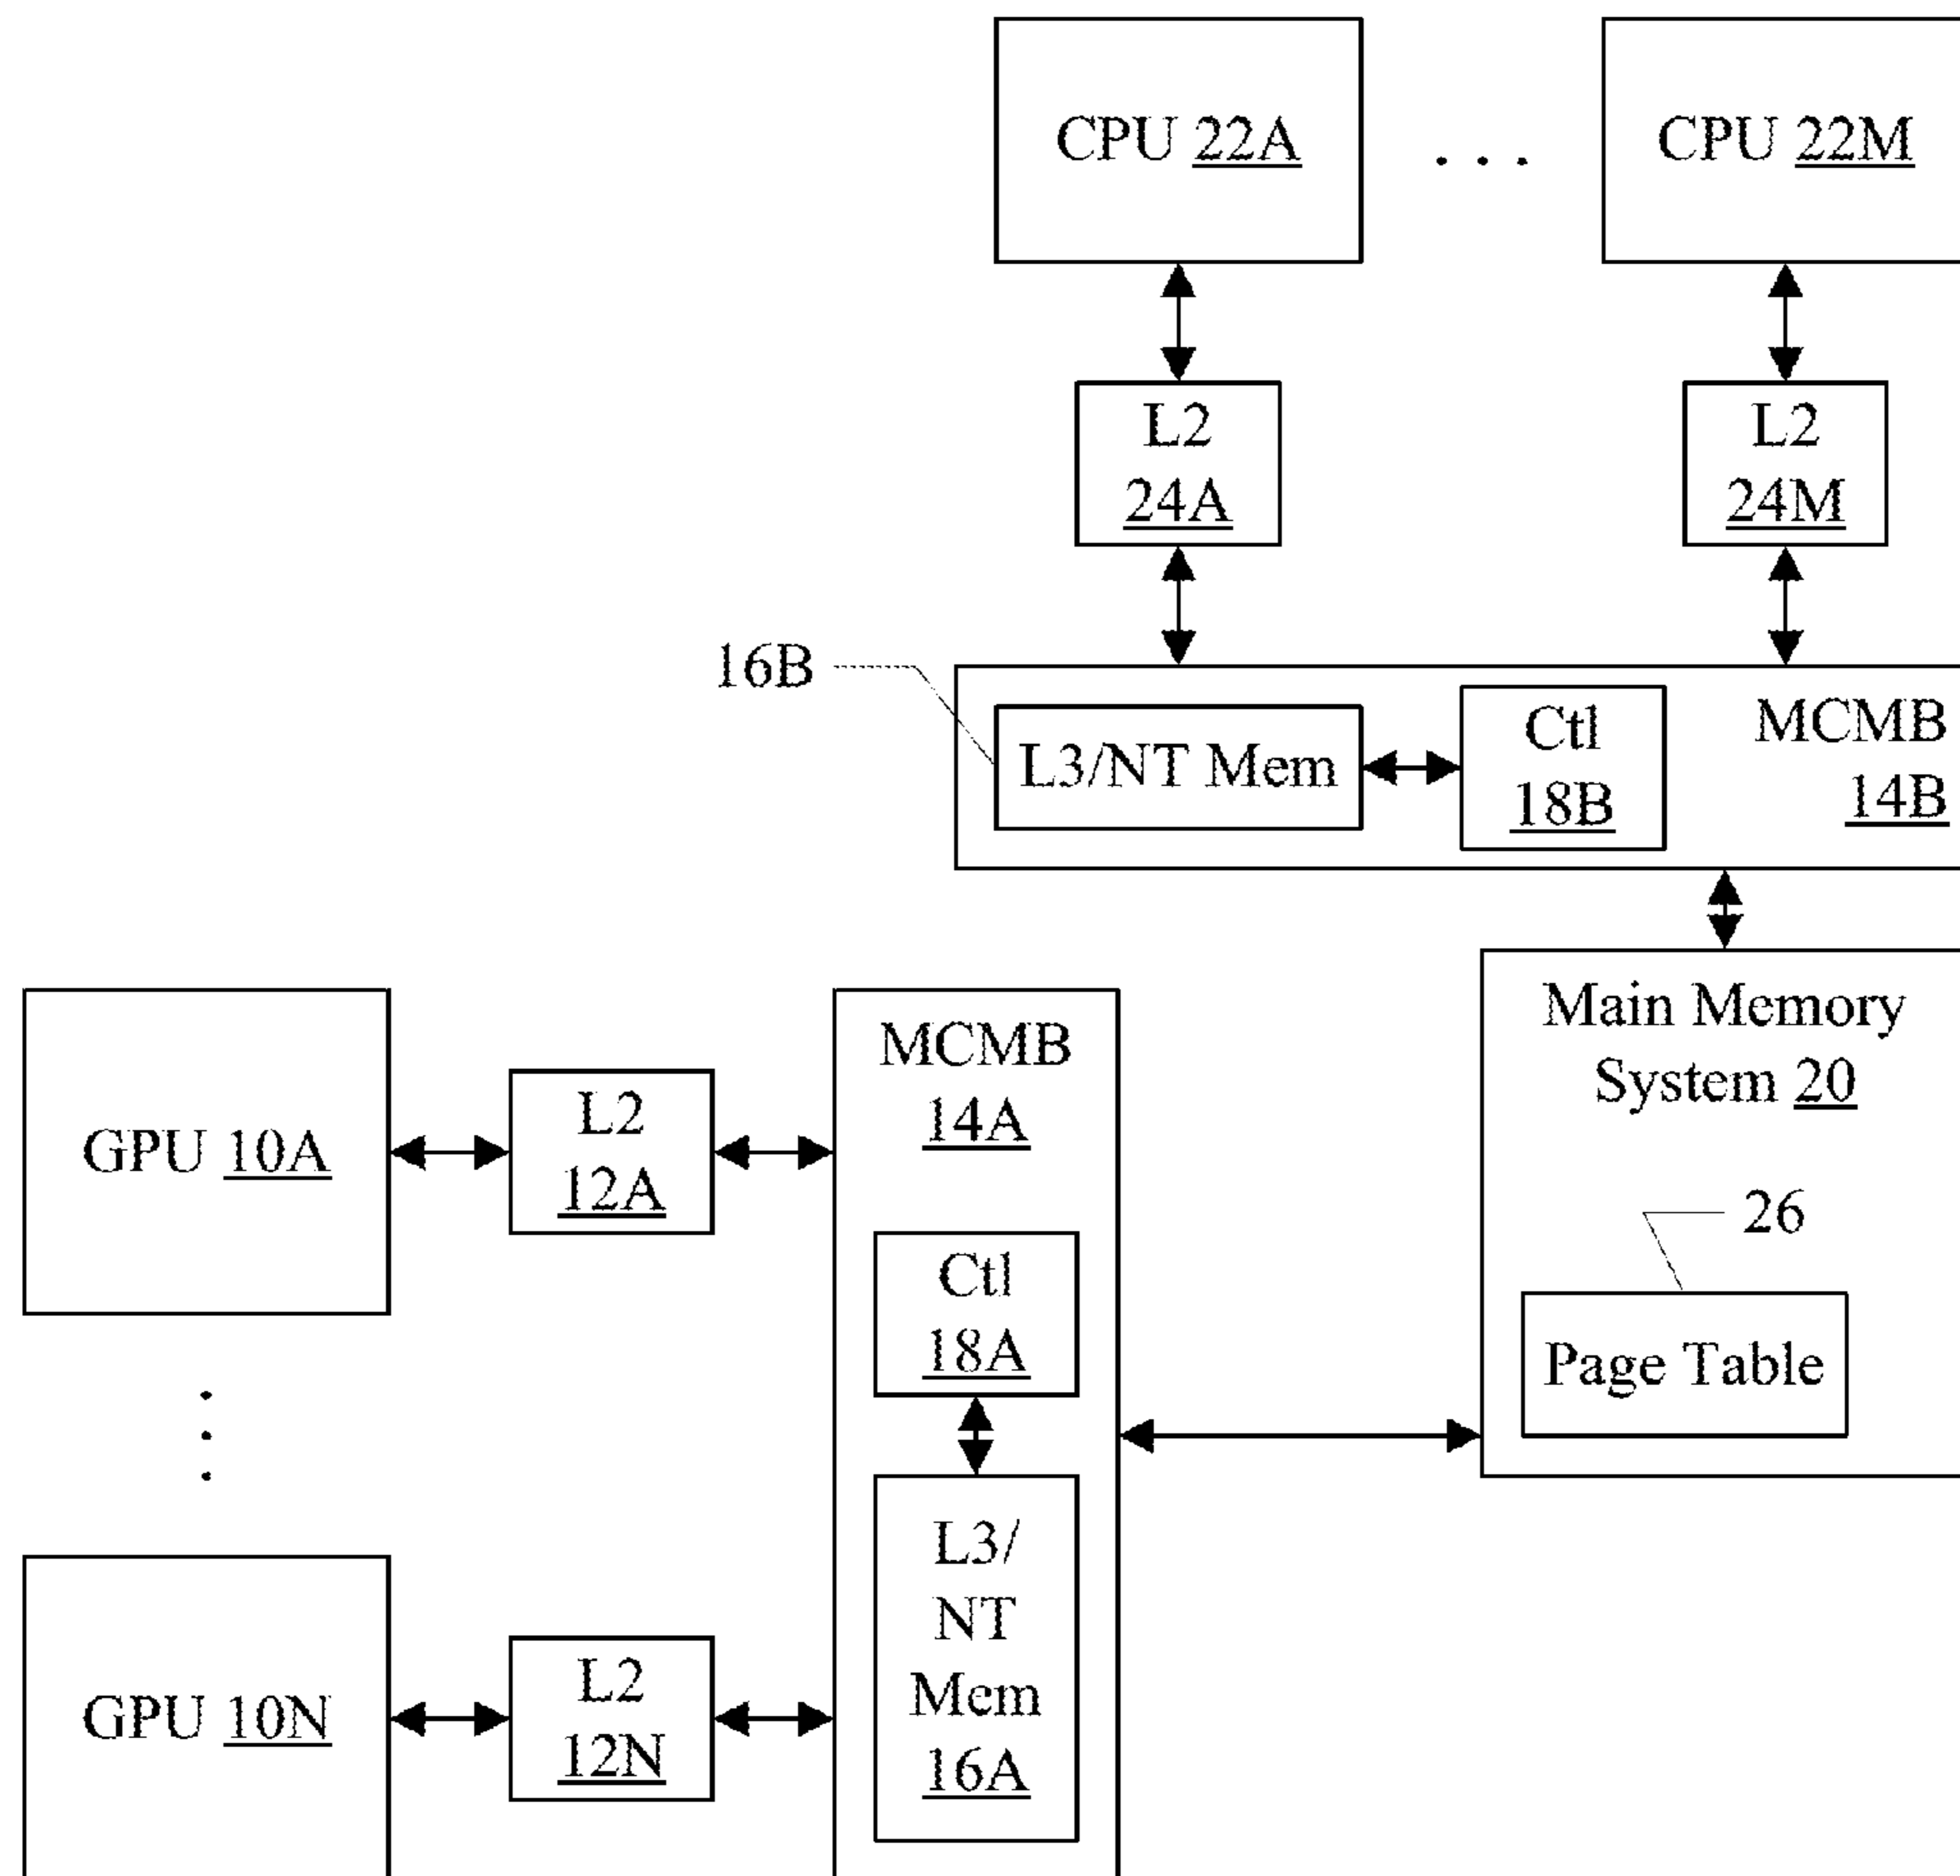 CPU 22A
. . .
CPU 22M
L2
24A
L2
24M
16B
L3/NT Mem
Ctl
18B
MCMB
14B
Main Memory
System 20
26
Page Table
GPU 10A
L2
12A
MCMB
14A
Ctl
18A
L3/
NT
Mem
16A
GPU 10N
L2
12N